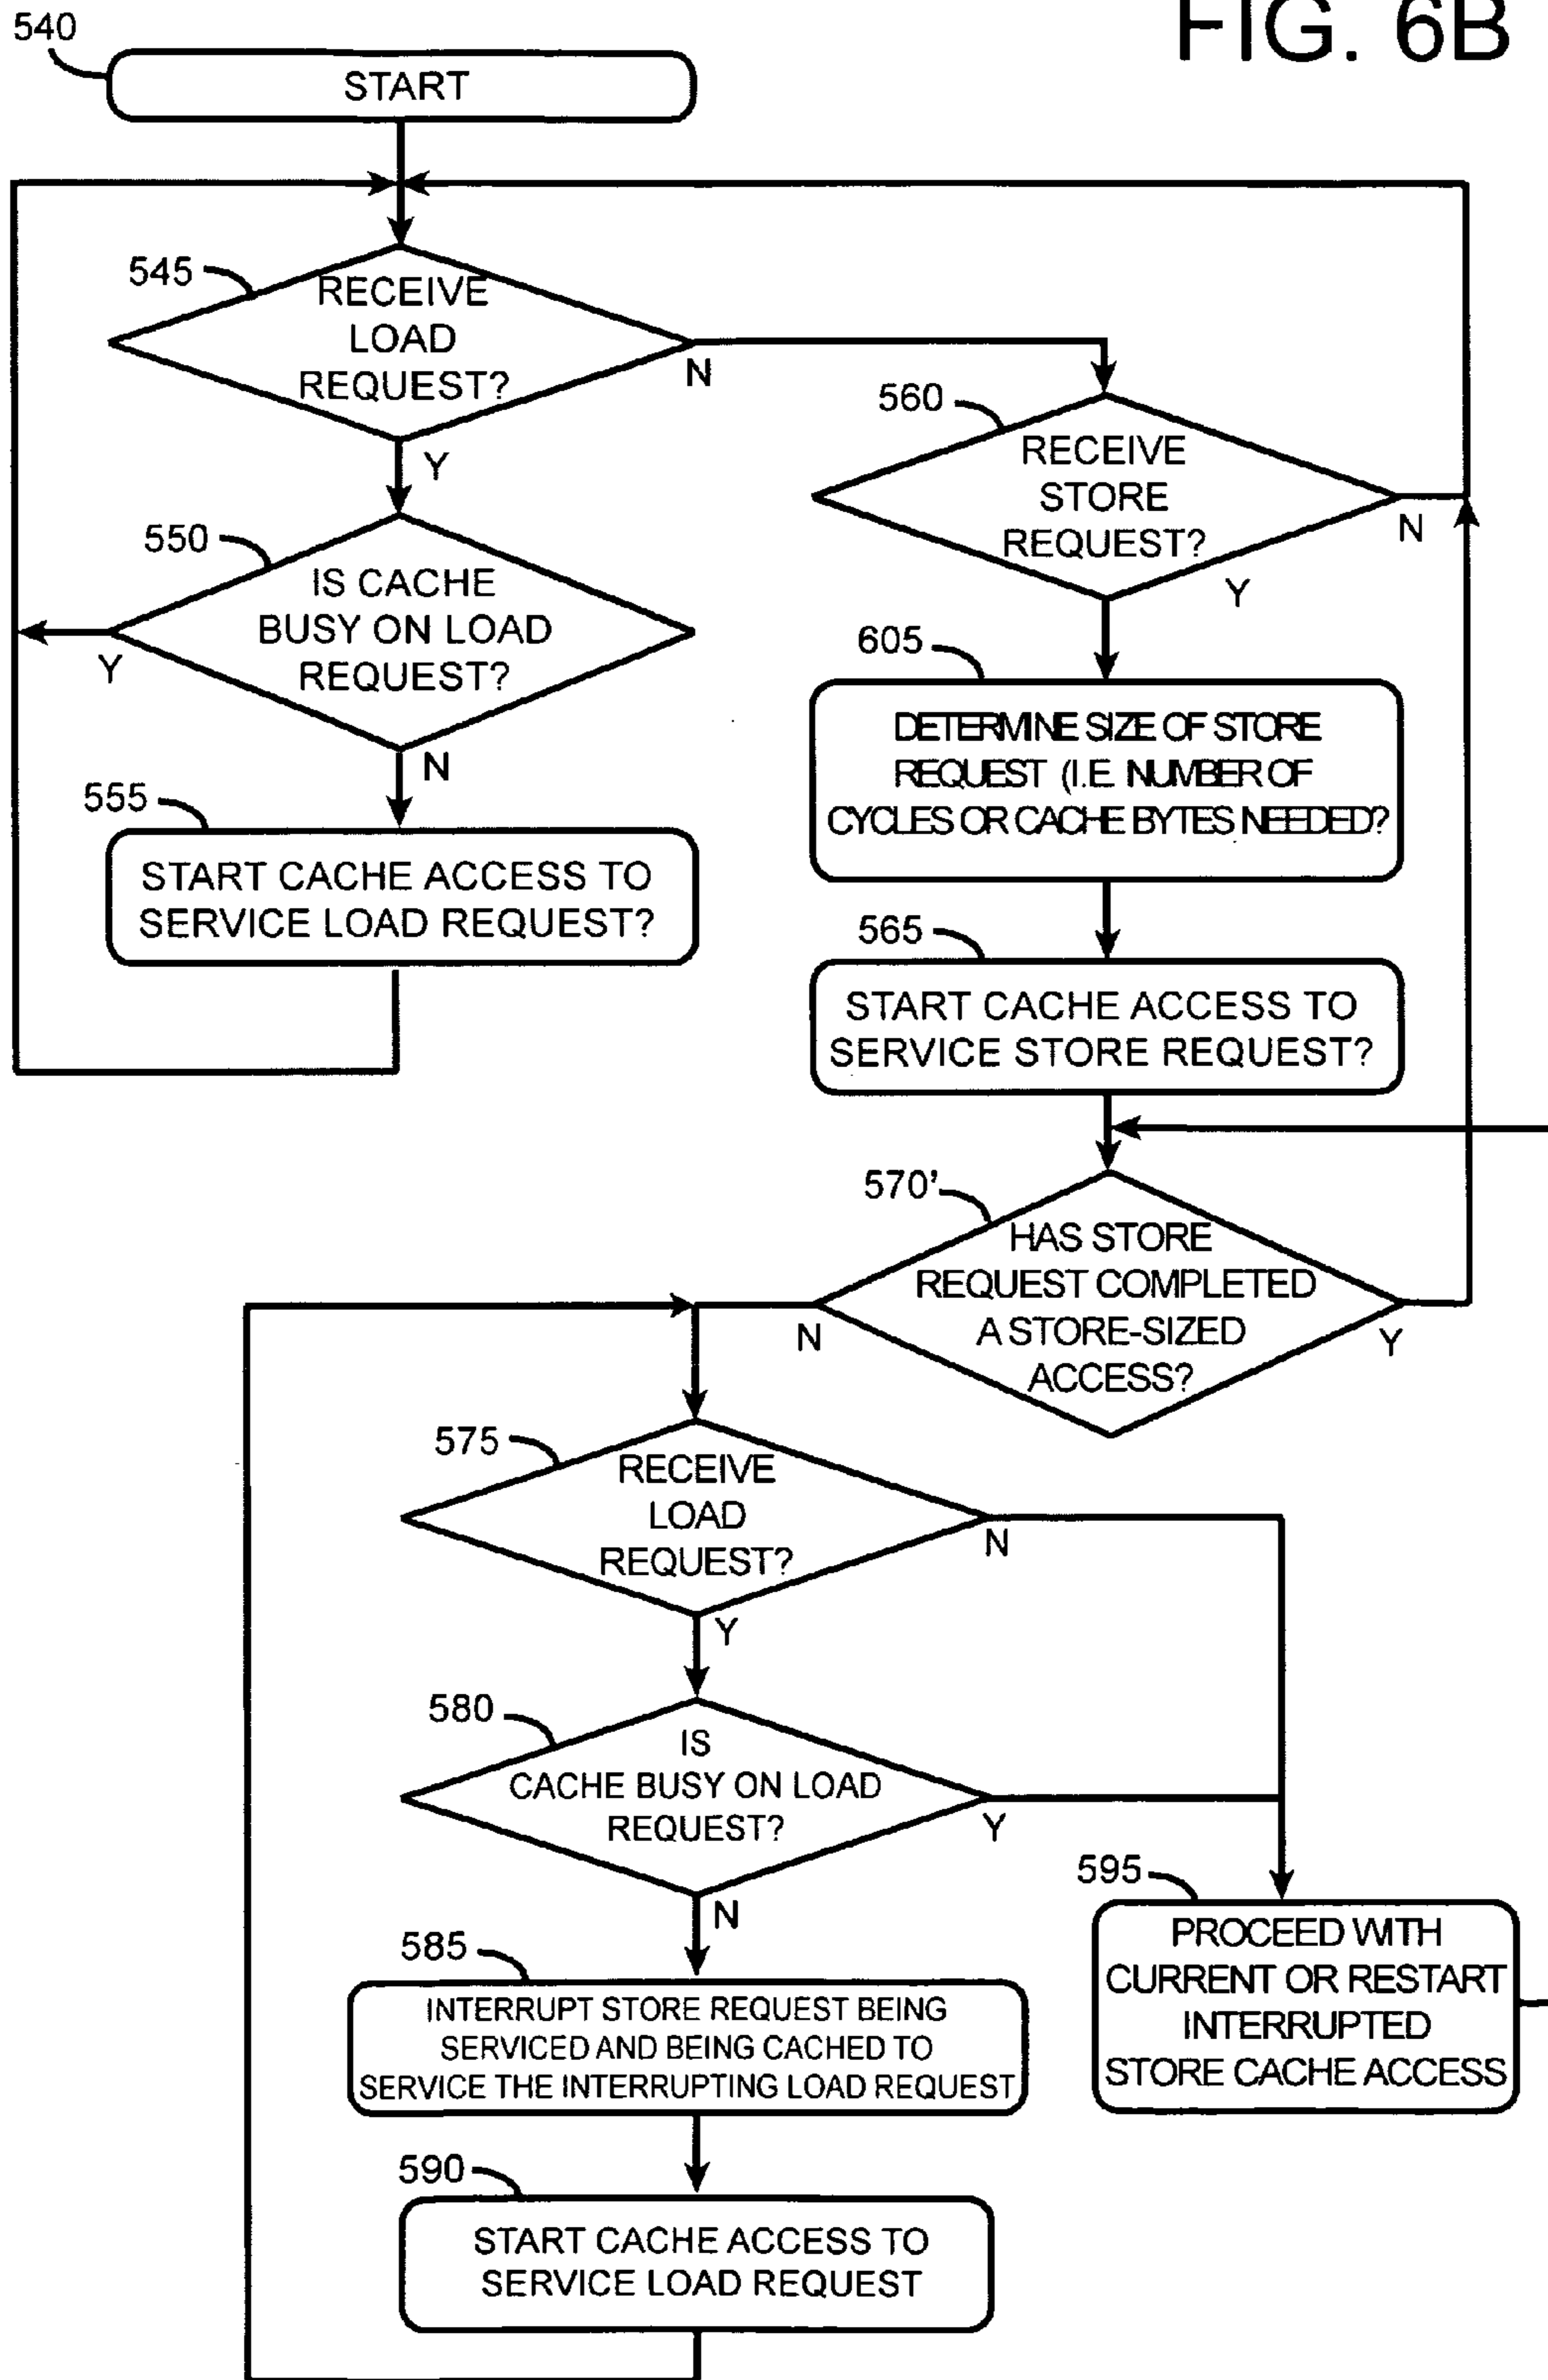 FIG. 6B
540
START
545
RECEIVE
LOAD
REQUEST?
N
Y
550
IS CACHE
BUSY ON LOAD
REQUEST?
Y
N
555
START CACHE ACCESS TO
SERVICE LOAD REQUEST?
560
RECEIVE
STORE
REQUEST?
N
Y
605
DETERMINE SIZE OF STORE
REQUEST (I.E. NUMBER OF
CYCLES OR CACHE BYTES NEEDED?
565
START CACHE ACCESS TO
SERVICE STORE REQUEST?
570'
HAS STORE
REQUEST COMPLETED
A STORE-SIZED
ACCESS?
N
Y
575
RECEIVE
LOAD
REQUEST?
N
Y
580
IS
CACHE BUSY ON LOAD
REQUEST?
Y
N
585
INTERRUPT STORE REQUEST BEING
SERVICED AND BEING CACHED TO
SERVICE THE INTERRUPTING LOAD REQUEST
590
START CACHE ACCESS TO
SERVICE LOAD REQUEST
595
PROCEED WITH
CURRENT OR RESTART
INTERRUPTED
STORE CACHE ACCESS